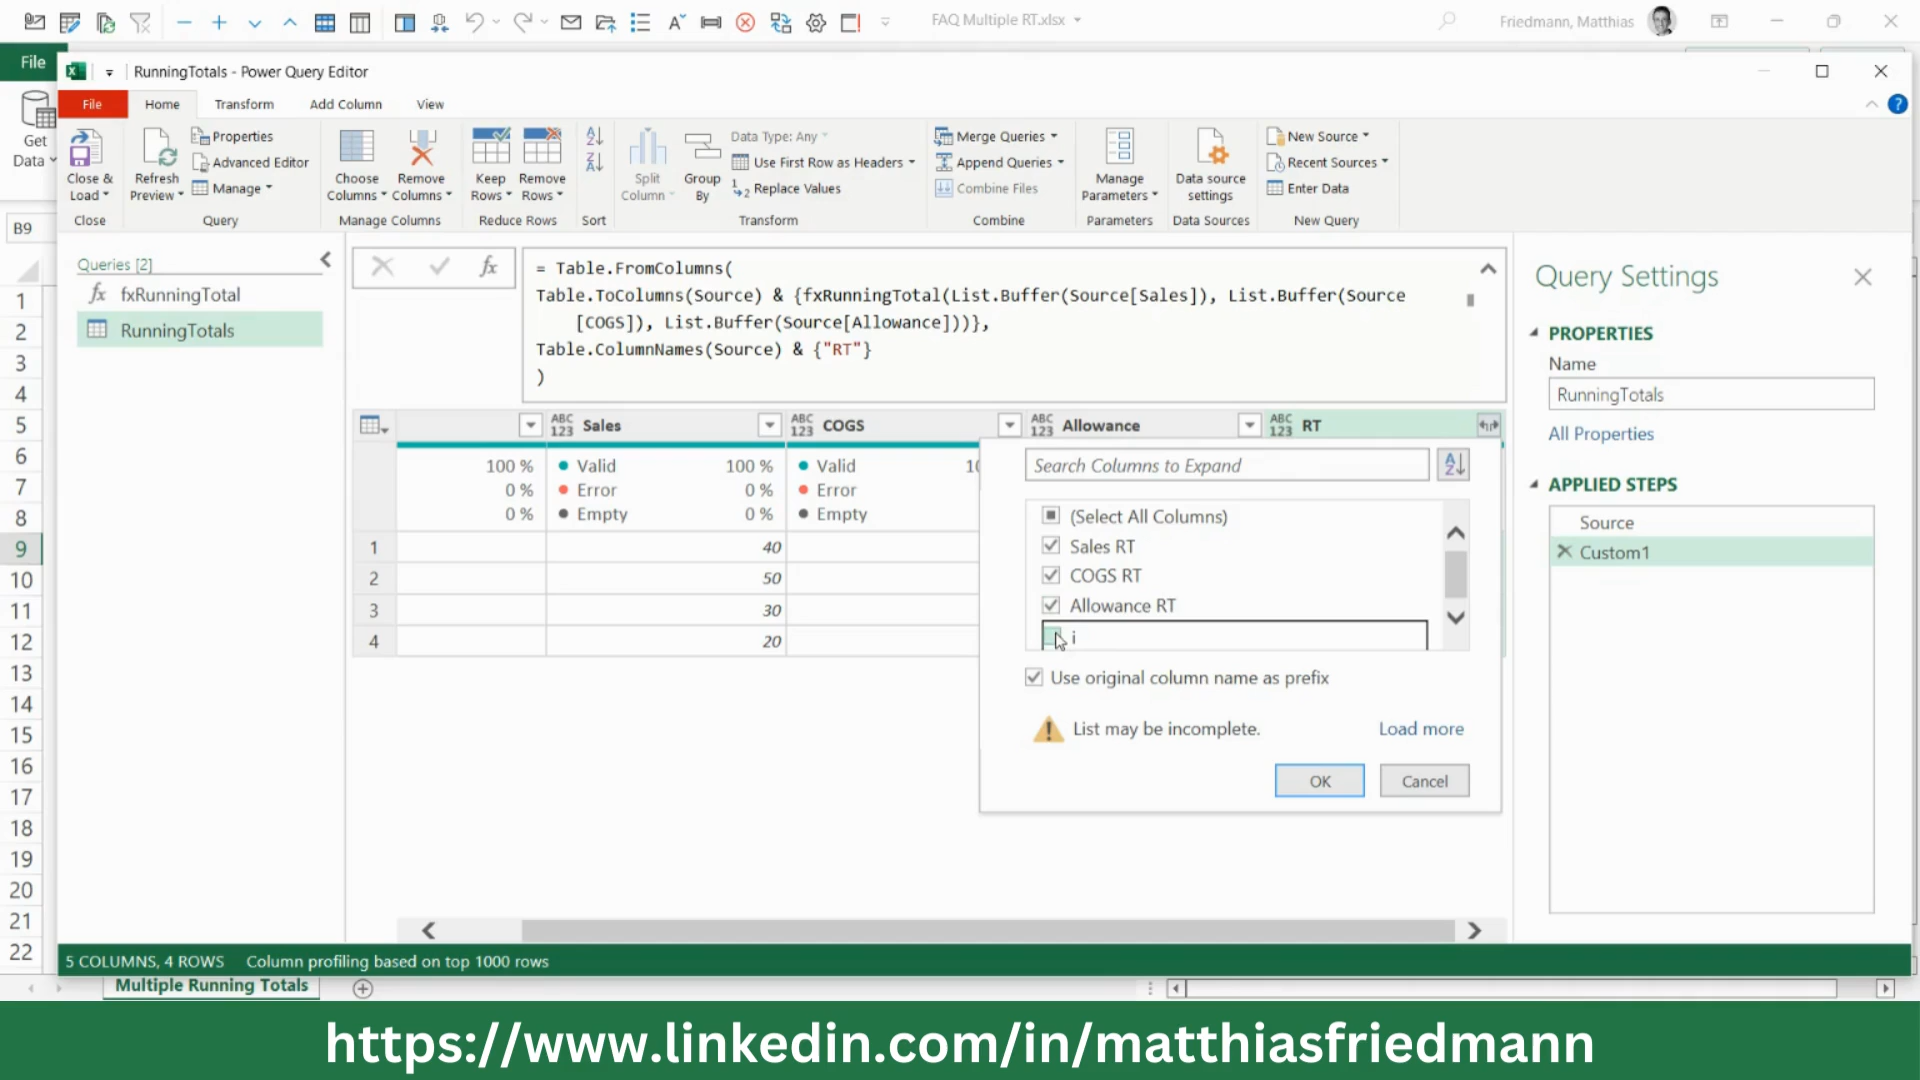 FAQ Multiple RT.xlsx
Friedmann, Matthias
File
RunningTotals - Power Query Editor
File
Home
Transform
Add Column
View
Get
Data
Close &
Load
Close
Refresh
Preview
Properties
Advanced Editor
Manage
Query
Choose
Columns
Remove
Columns
Manage Columns
Keep
Rows
Remove
Rows
Reduce Rows
Sort
Split
Column
Group
By
Data Type: Any
Use First Row as Headers
Replace Values
Transform
Merge Queries
Append Queries
Combine Files
Combine
Manage
Parameters
Parameters
Data source
settings
Data Sources
New Source
Recent Sources
Enter Data
New Query
B9
Queries [2]
fx fxRunningTotal
RunningTotals
fx
= Table.FromColumns(
Table.ToColumns(Source) & {fxRunningTotal(List.Buffer(Source[Sales]), List.Buffer(Source
[COGS]), List.Buffer(Source[Allowance]))},
Table.ColumnNames(Source) & {"RT"}
)
ABC 123 Sales
ABC 123 COGS
ABC 123 Allowance
ABC 123 RT
100 % Valid 100 % Valid 10
0 % Error 0 % Error
0 % Empty 0 % Empty
1 40
2 50
3 30
4 20
Search Columns to Expand
(Select All Columns)
Sales RT
COGS RT
Allowance RT
i
Use original column name as prefix
List may be incomplete.
Load more
OK
Cancel
Query Settings
PROPERTIES
Name
RunningTotals
All Properties
APPLIED STEPS
Source
Custom1
1
2
3
4
5
6
7
8
9
10
11
12
13
14
15
16
17
18
19
20
21
22
5 COLUMNS, 4 ROWS
Column profiling based on top 1000 rows
Multiple Running Totals
https://www.linkedin.com/in/matthiasfriedmann